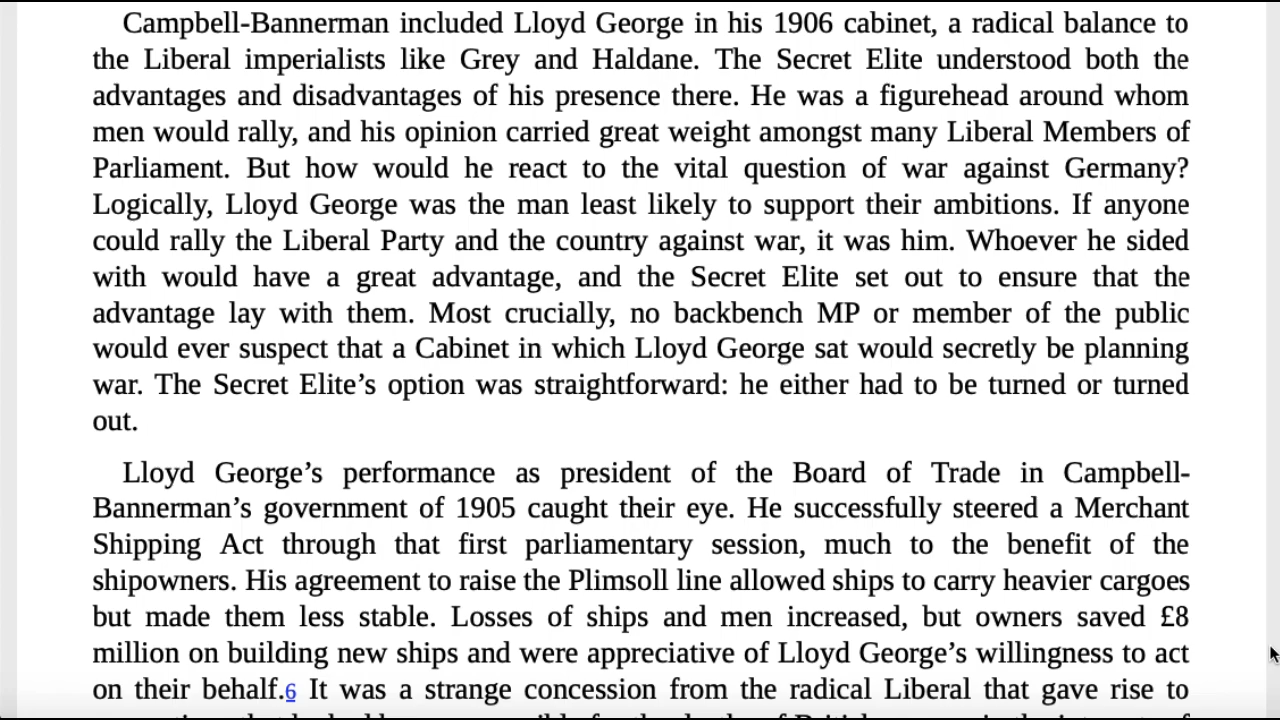 Campbell-Bannerman included Lloyd George in his 1906 cabinet, a radical balance to
the Liberal imperialists like Grey and Haldane. The Secret Elite understood both the
advantages and disadvantages of his presence there. He was a figurehead around whom
men would rally, and his opinion carried great weight amongst many Liberal Members of
Parliament. But how would he react to the vital question of war against Germany?
Logically, Lloyd George was the man least likely to support their ambitions. If anyone
could rally the Liberal Party and the country against war, it was him. Whoever he sided
with would have a great advantage, and the Secret Elite set out to ensure that the
advantage lay with them. Most crucially, no backbench MP or member of the public
would ever suspect that a Cabinet in which Lloyd George sat would secretly be planning
war. The Secret Elite’s option was straightforward: he either had to be turned or turned
out.
Lloyd George’s performance as president of the Board of Trade in Campbell-
Bannerman’s government of 1905 caught their eye. He successfully steered a Merchant
Shipping Act through that first parliamentary session, much to the benefit of the
shipowners. His agreement to raise the Plimsoll line allowed ships to carry heavier cargoes
but made them less stable. Losses of ships and men increased, but owners saved £8
million on building new ships and were appreciative of Lloyd George’s willingness to act
on their behalf.6 It was a strange concession from the radical Liberal that gave rise to